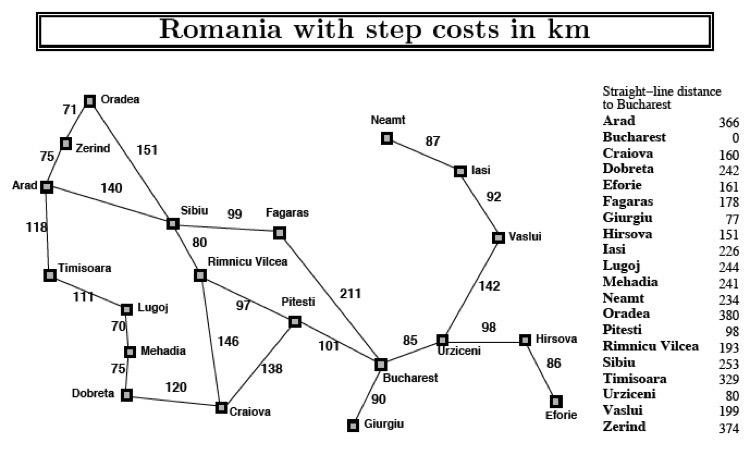 Romania with step costs in km
Oradea
71
Neamt
Zerind
87
151
75
Iasi
Arad
140
92
Sibiu
99
Fagaras
118
80
Vaslui
Rimnicu Vilcea
Timisoara
111
97
211
142
Lugoj
Pitesti
70
98
146
101
85
Hirsova
Mehadia
Urziceni
75
138
86
120
Bucharest
Dobreta
90
Craiova
Eforie
Giurgiu
Straight–line distance
to Bucharest
Arad 366
Bucharest 0
Craiova 160
Dobreta 242
Eforie 161
Fagaras 178
Giurgiu 77
Hirsova 151
Iasi 226
Lugoj 244
Mehadia 241
Neamt 234
Oradea 380
Pitesti 98
Rimnicu Vilcea 193
Sibiu 253
Timisoara 329
Urziceni 80
Vaslui 199
Zerind 374